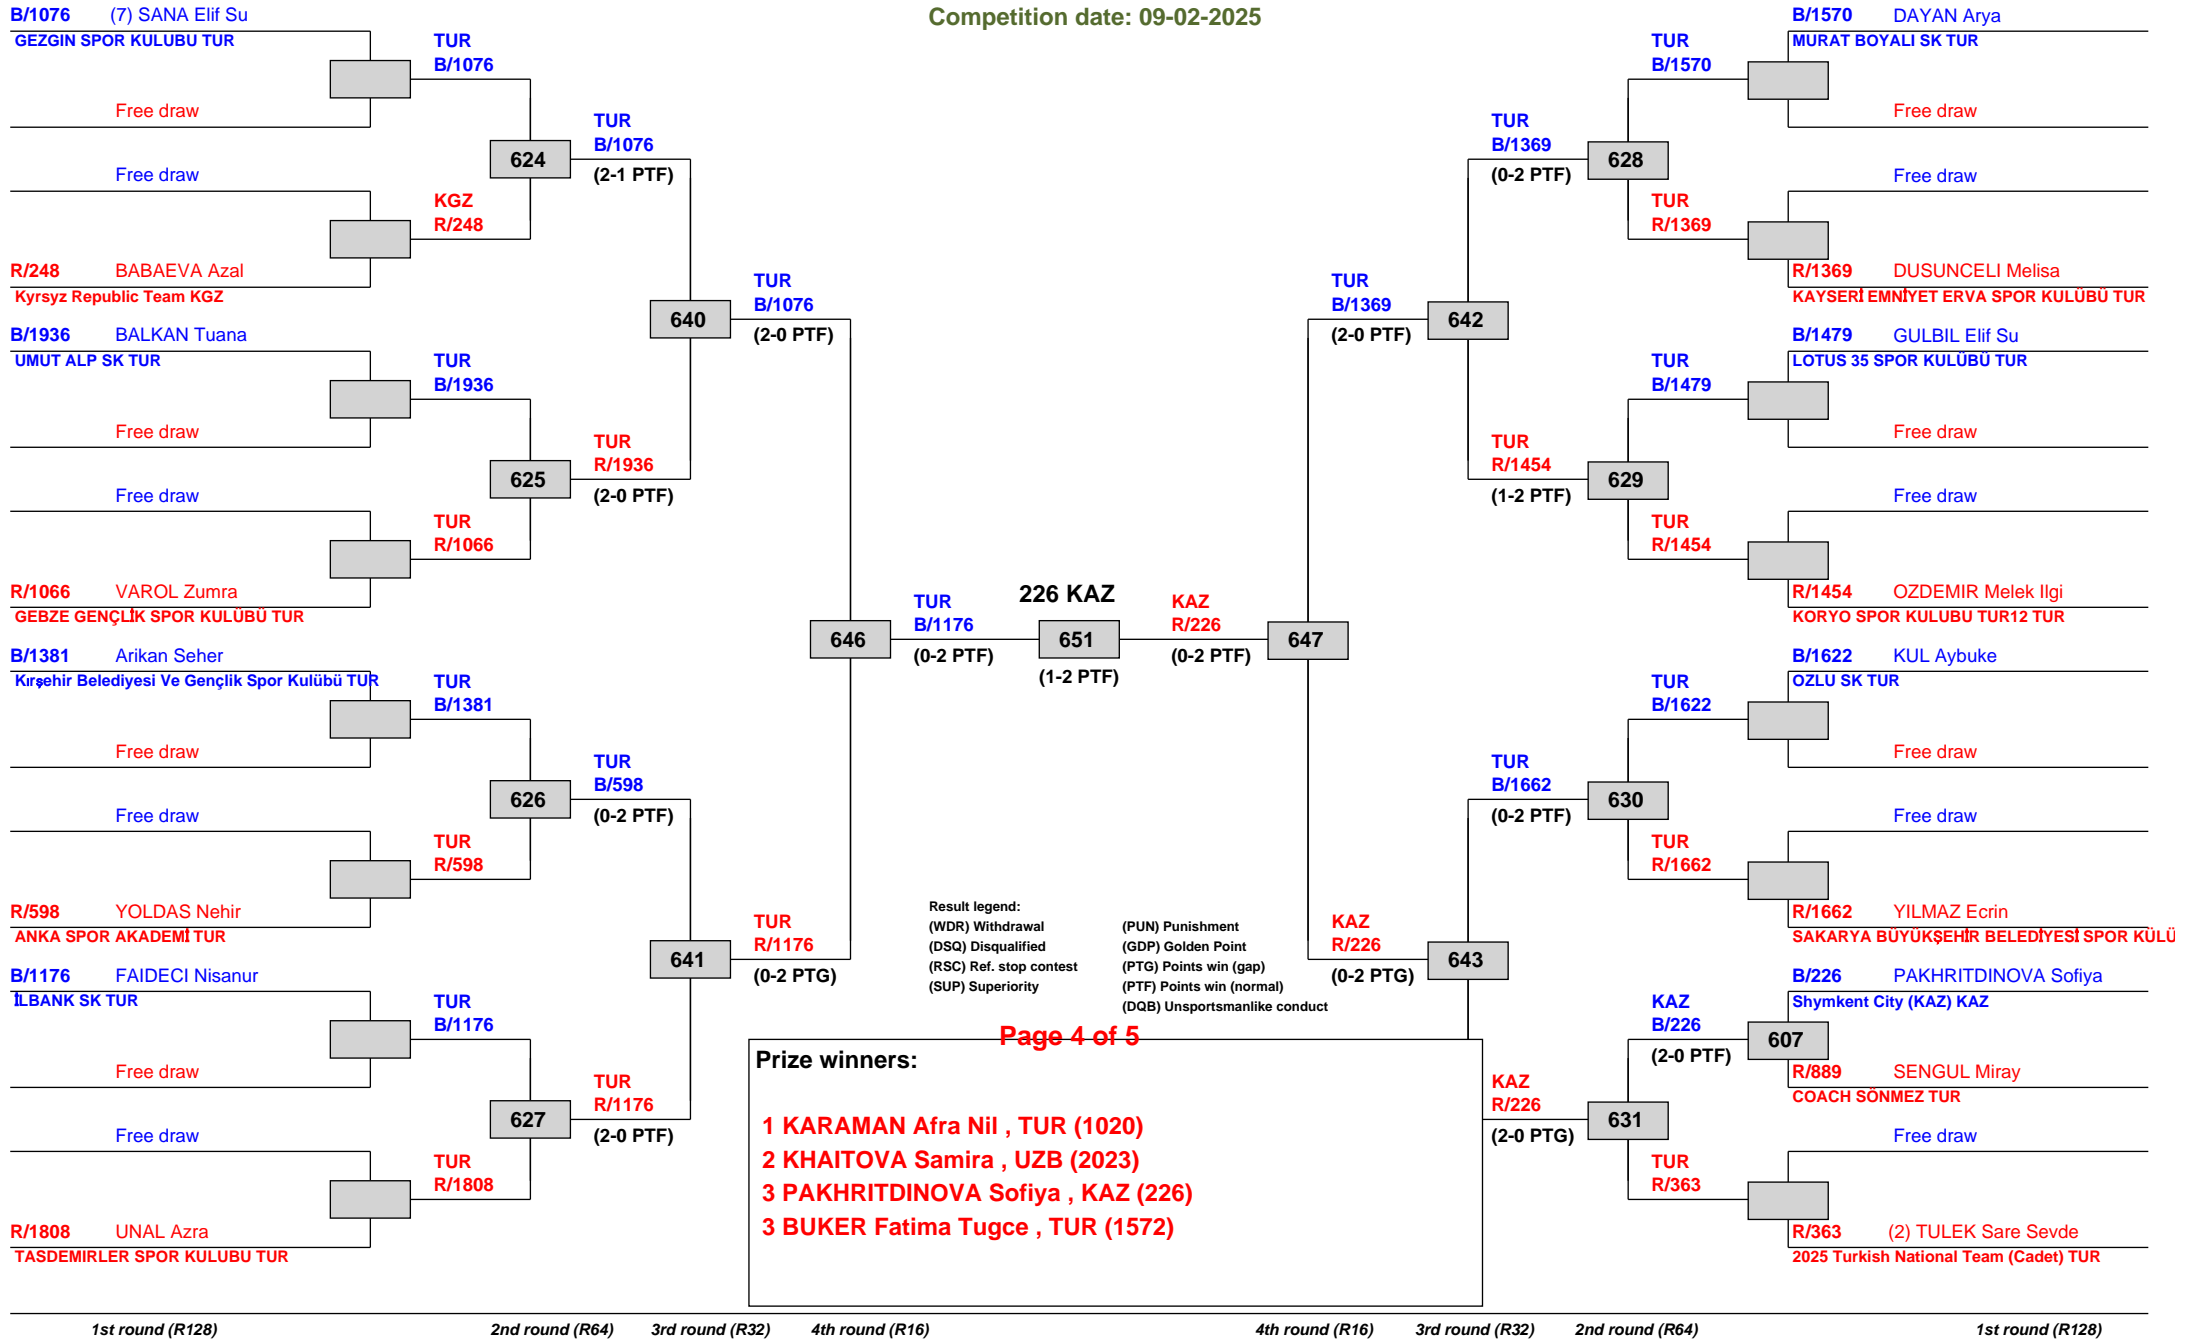 Competition date: 09-02-2025
B/1076 (7) SANA Elif Su
GEZGIN SPOR KULUBU TUR
TUR
B/1076
Free draw
TUR
B/1076
624
(2-1 PTF)
Free draw
KGZ
R/248
R/248 BABAEVA Azal
Kyrsyz Republic Team KGZ
TUR
B/1076
640
(2-0 PTF)
B/1936 BALKAN Tuana
UMUT ALP SK TUR
TUR
B/1936
Free draw
TUR
R/1936
625
(2-0 PTF)
Free draw
TUR
R/1066
R/1066 VAROL Zumra
GEBZE GENÇLİK SPOR KULÜBÜ TUR
646
TUR
B/1176
(0-2 PTF)
226 KAZ
651
(1-2 PTF)
KAZ
R/226
(0-2 PTF)
647
B/1381 Arikan Seher
Kırşehir Belediyesi Ve Gençlik Spor Kulübü TUR
TUR
B/1381
Free draw
TUR
B/598
626
(0-2 PTF)
Free draw
TUR
R/598
R/598 YOLDAS Nehir
ANKA SPOR AKADEMİ TUR
TUR
R/1176
641
(0-2 PTG)
B/1176 FAIDECI Nisanur
İLBANK SK TUR
TUR
B/1176
Free draw
TUR
R/1176
627
(2-0 PTF)
Free draw
TUR
R/1808
R/1808 UNAL Azra
TASDEMIRLER SPOR KULUBU TUR
B/1570 DAYAN Arya
MURAT BOYALI SK TUR
TUR
B/1570
Free draw
TUR
B/1369
628
(0-2 PTF)
Free draw
TUR
R/1369
R/1369 DUSUNCELI Melisa
KAYSERİ EMNİYET ERVA SPOR KULÜBÜ TUR
TUR
B/1369
642
(2-0 PTF)
B/1479 GULBIL Elif Su
LOTUS 35 SPOR KULÜBÜ TUR
TUR
B/1479
Free draw
TUR
R/1454
629
(1-2 PTF)
Free draw
TUR
R/1454
R/1454 OZDEMIR Melek Ilgi
KORYO SPOR KULUBU TUR12 TUR
B/1622 KUL Aybuke
OZLU SK TUR
TUR
B/1622
Free draw
TUR
B/1662
630
(0-2 PTF)
Free draw
TUR
R/1662
R/1662 YILMAZ Ecrin
SAKARYA BÜYÜKŞEHİR BELEDİYESİ SPOR KULÜ
KAZ
R/226
643
(0-2 PTG)
B/226 PAKHRITDINOVA Sofiya
Shymkent City (KAZ) KAZ
KAZ
B/226
607
(2-0 PTF)
R/889 SENGUL Miray
COACH SÖNMEZ TUR
KAZ
R/226
631
(2-0 PTG)
Free draw
TUR
R/363
R/363 (2) TULEK Sare Sevde
2025 Turkish National Team (Cadet) TUR
Result legend:
(WDR) Withdrawal (PUN) Punishment
(DSQ) Disqualified (GDP) Golden Point
(RSC) Ref. stop contest (PTG) Points win (gap)
(SUP) Superiority (PTF) Points win (normal)
(DQB) Unsportsmanlike conduct
Page 4 of 5
Prize winners:
1 KARAMAN Afra Nil , TUR (1020)
2 KHAITOVA Samira , UZB (2023)
3 PAKHRITDINOVA Sofiya , KAZ (226)
3 BUKER Fatima Tugce , TUR (1572)
1st round (R128) 2nd round (R64) 3rd round (R32) 4th round (R16) 4th round (R16) 3rd round (R32) 2nd round (R64) 1st round (R128)